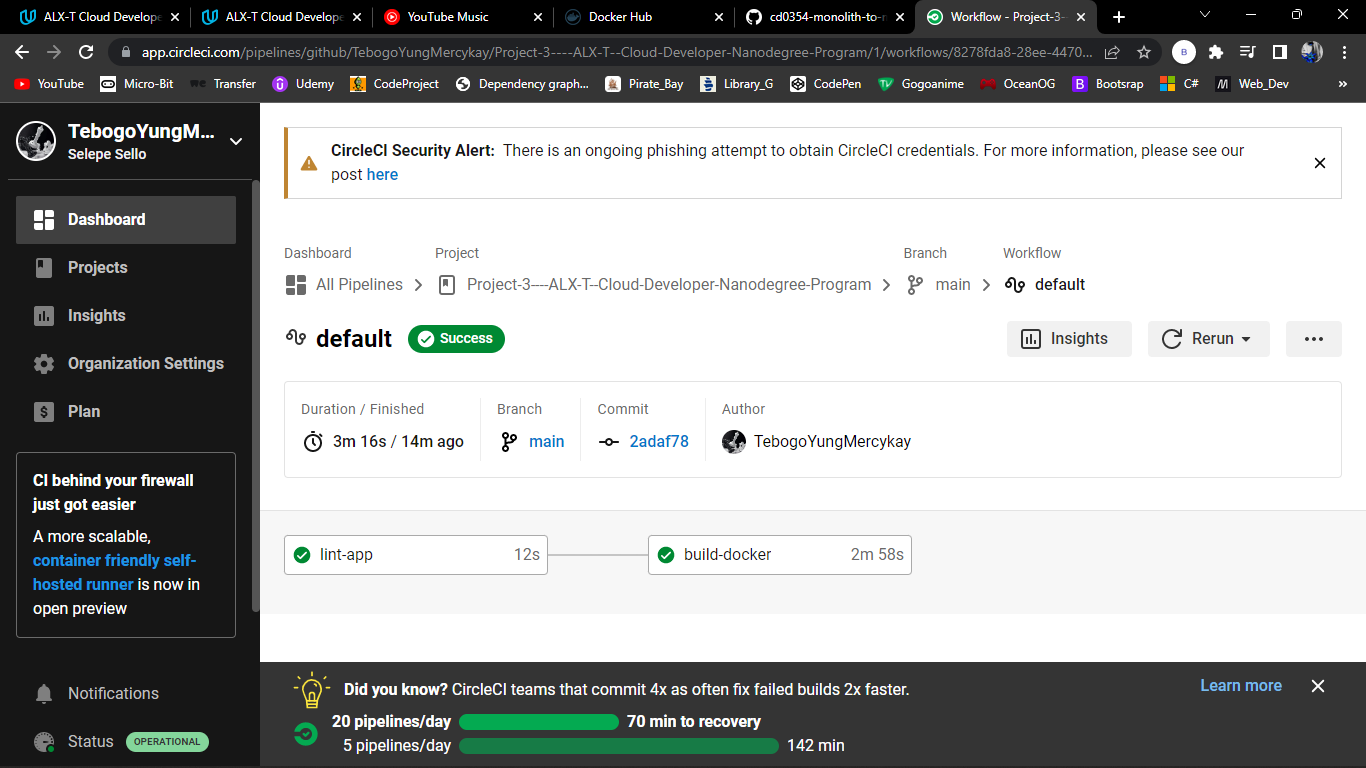 ALX-T Cloud Develope
ALX-T Cloud Develope
YouTube Music
Docker Hub
cd0354-monolith-to-
Workflow - Project-3-
app.circleci.com/pipelines/github/TebogoYungMercykay/Project-3----ALX-T--Cloud-Developer-Nanodegree-Program/1/workflows/8278fda8-28ee-4470...
B
YouTube
Micro-Bit
we Transfer
Udemy
CodeProject
Dependency graph...
Pirate_Bay
Library_G
CodePen
Gogoanime
OceanOG
Bootsrap
C#
Web_Dev
TebogoYungM...
Selepe Sello
Dashboard
Projects
Insights
Organization Settings
Plan
CI behind your firewall
just got easier
A more scalable,
container friendly self-
hosted runner is now in
open preview
Notifications
Status OPERATIONAL
CircleCI Security Alert: There is an ongoing phishing attempt to obtain CircleCI credentials. For more information, please see our
post here
Dashboard Project Branch Workflow
All Pipelines Project-3----ALX-T--Cloud-Developer-Nanodegree-Program main default
default Success Insights Rerun
Duration / Finished Branch Commit Author
3m 16s / 14m ago main 2adaf78 TebogoYungMercykay
lint-app 12s build-docker 2m 58s
Did you know? CircleCI teams that commit 4x as often fix failed builds 2x faster. Learn more
20 pipelines/day 70 min to recovery
5 pipelines/day 142 min